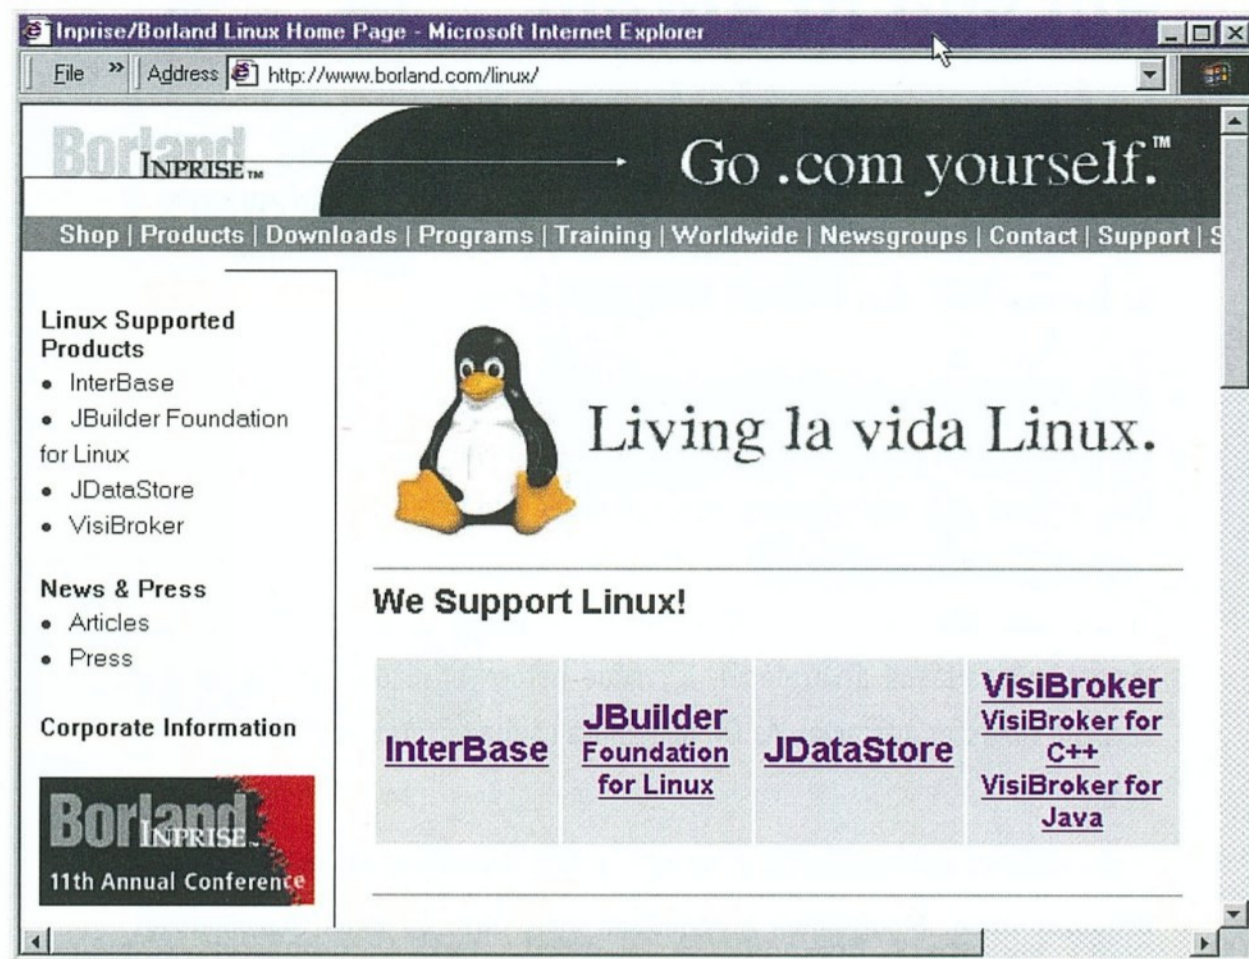 Inprise/Borland Linux Home Page - Microsoft Internet Explorer
File » Address http://www.borland.com/linux/
Borland
INPRISE™
Go .com yourself.™
Shop | Products | Downloads | Programs | Training | Worldwide | Newsgroups | Contact | Support | S
Linux Supported
Products
• InterBase
• JBuilder Foundation
for Linux
• JDataStore
• VisiBroker
News & Press
• Articles
• Press
Corporate Information
Borland
INPRISE™
11th Annual Conference
Living la vida Linux.
We Support Linux!
InterBase
JBuilder
Foundation
for Linux
JDataStore
VisiBroker
VisiBroker for
C++
VisiBroker for
Java